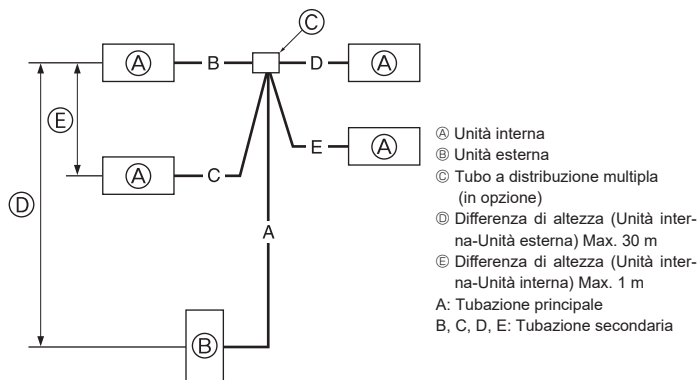 Ⓒ
Ⓐ B D Ⓐ
Ⓔ
Ⓐ C E Ⓐ
Ⓓ
A
Ⓑ
Ⓐ Unità interna
Ⓑ Unità esterna
Ⓒ Tubo a distribuzione multipla
(in opzione)
Ⓓ Differenza di altezza (Unità inter-
na-Unità esterna) Max. 30 m
Ⓔ Differenza di altezza (Unità inter-
na-Unità interna) Max. 1 m
A: Tubazione principale
B, C, D, E: Tubazione secondaria